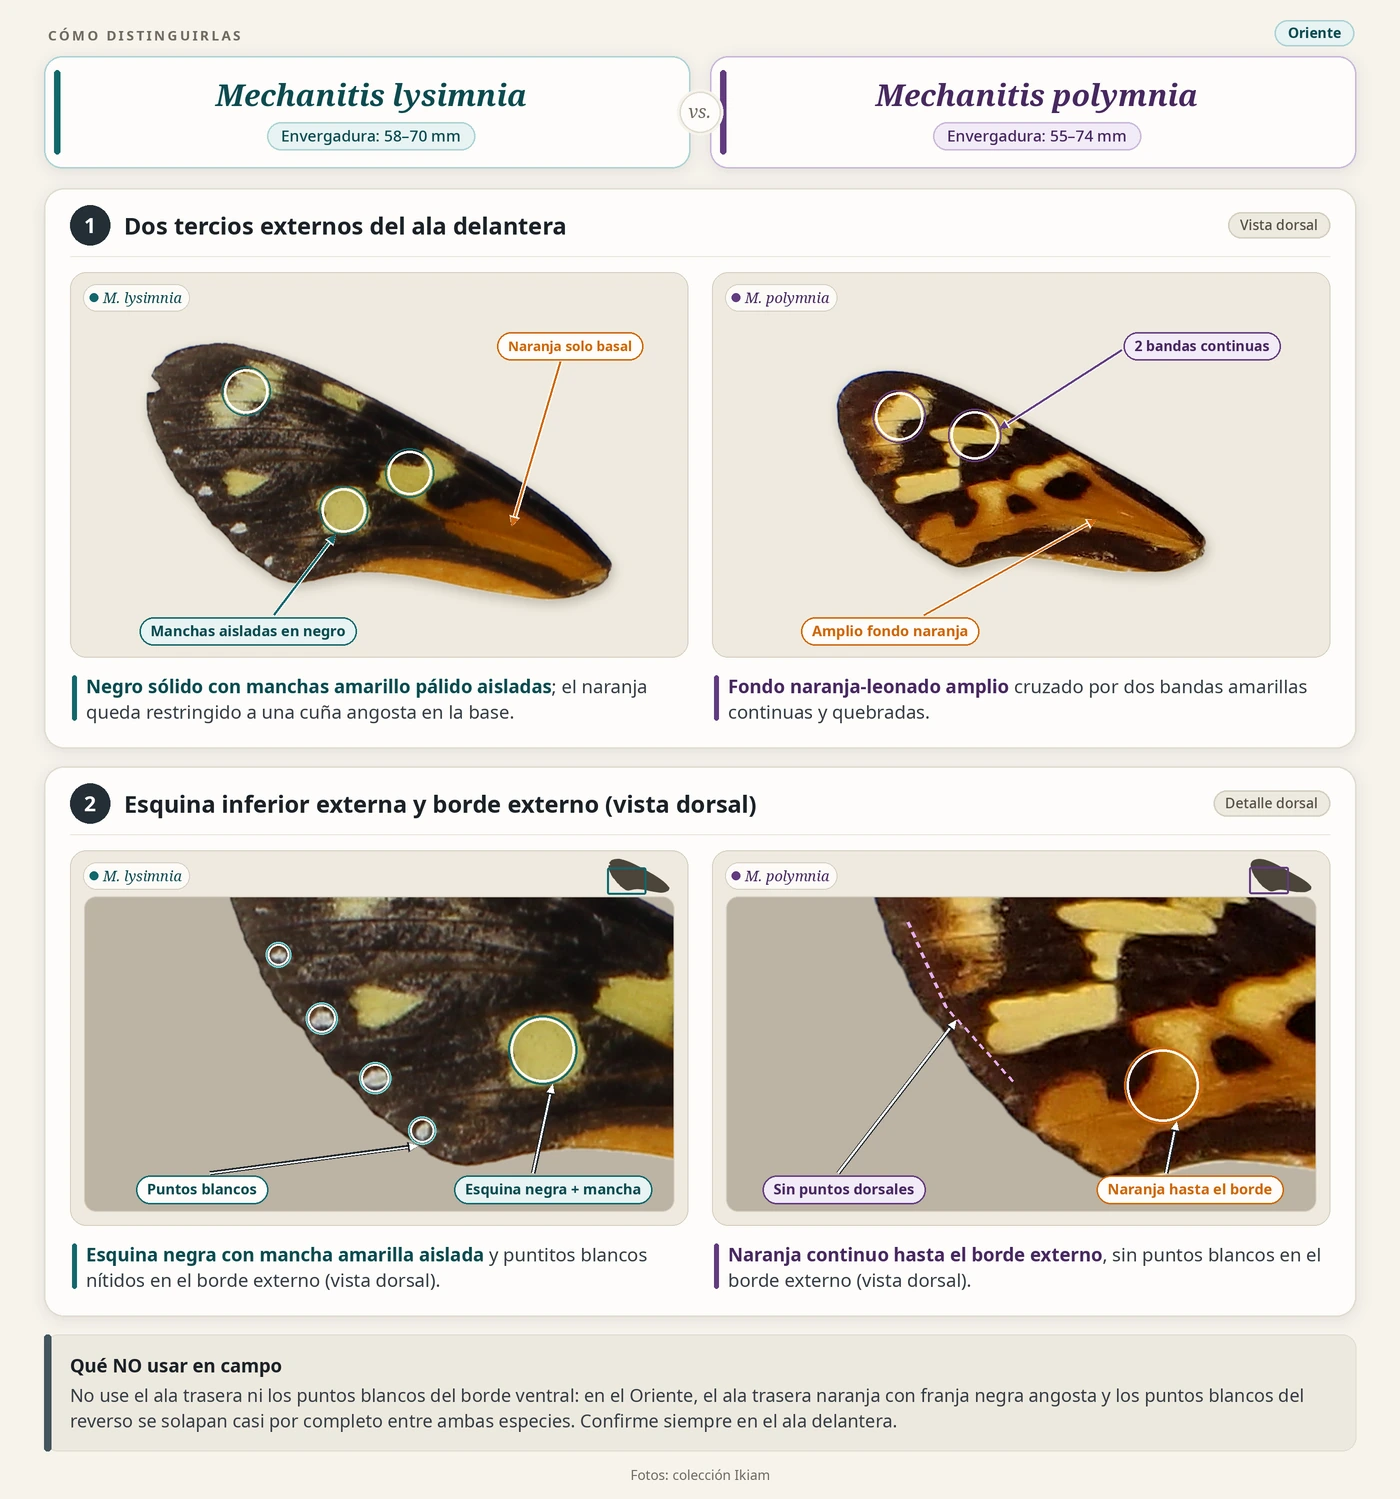 CÓMO DISTINGUIRLAS
Oriente
Mechanitis lysimnia
Envergadura: 58–70 mm
vs.
Mechanitis polymnia
Envergadura: 55–74 mm
1
Dos tercios externos del ala delantera
Vista dorsal
M. lysimnia
Naranja solo basal
Manchas aisladas en negro
M. polymnia
2 bandas continuas
Amplio fondo naranja
Negro sólido con manchas amarillo pálido aisladas; el naranja
queda restringido a una cuña angosta en la base.
Fondo naranja-leonado amplio cruzado por dos bandas amarillas
continuas y quebradas.
2
Esquina inferior externa y borde externo (vista dorsal)
Detalle dorsal
M. lysimnia
Puntos blancos
Esquina negra + mancha
M. polymnia
Sin puntos dorsales
Naranja hasta el borde
Esquina negra con mancha amarilla aislada y puntitos blancos
nítidos en el borde externo (vista dorsal).
Naranja continuo hasta el borde externo, sin puntos blancos en el
borde externo (vista dorsal).
Qué NO usar en campo
No use el ala trasera ni los puntos blancos del borde ventral: en el Oriente, el ala trasera naranja con franja negra angosta y los puntos blancos del
reverso se solapan casi por completo entre ambas especies. Confirme siempre en el ala delantera.
Fotos: colección Ikiam